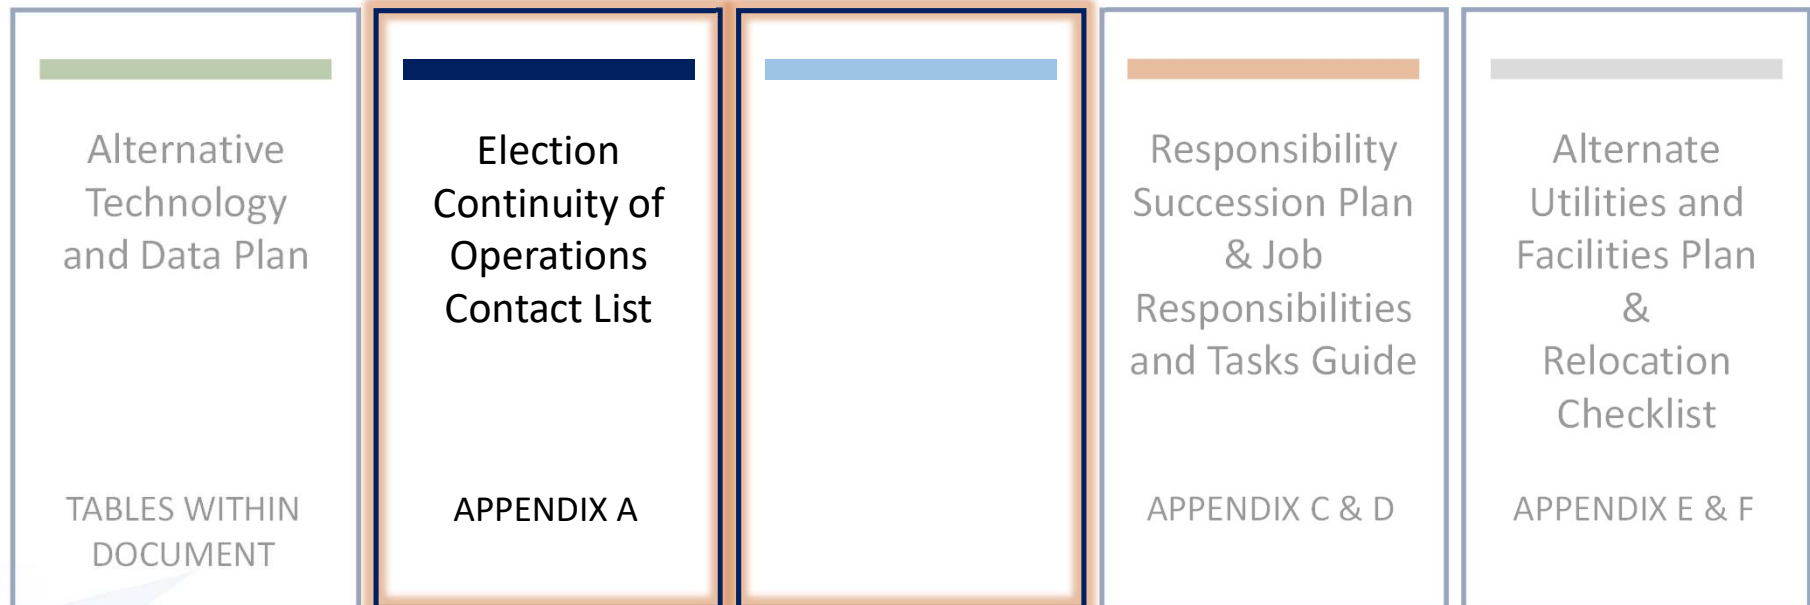 Alternative
Technology
and Data Plan
TABLES WITHIN
DOCUMENT
Election
Continuity of
Operations
Contact List
APPENDIX A
Responsibility
Succession Plan
& Job
Responsibilities
and Tasks Guide
APPENDIX C & D
Alternate
Utilities and
Facilities Plan
&
Relocation
Checklist
APPENDIX E & F